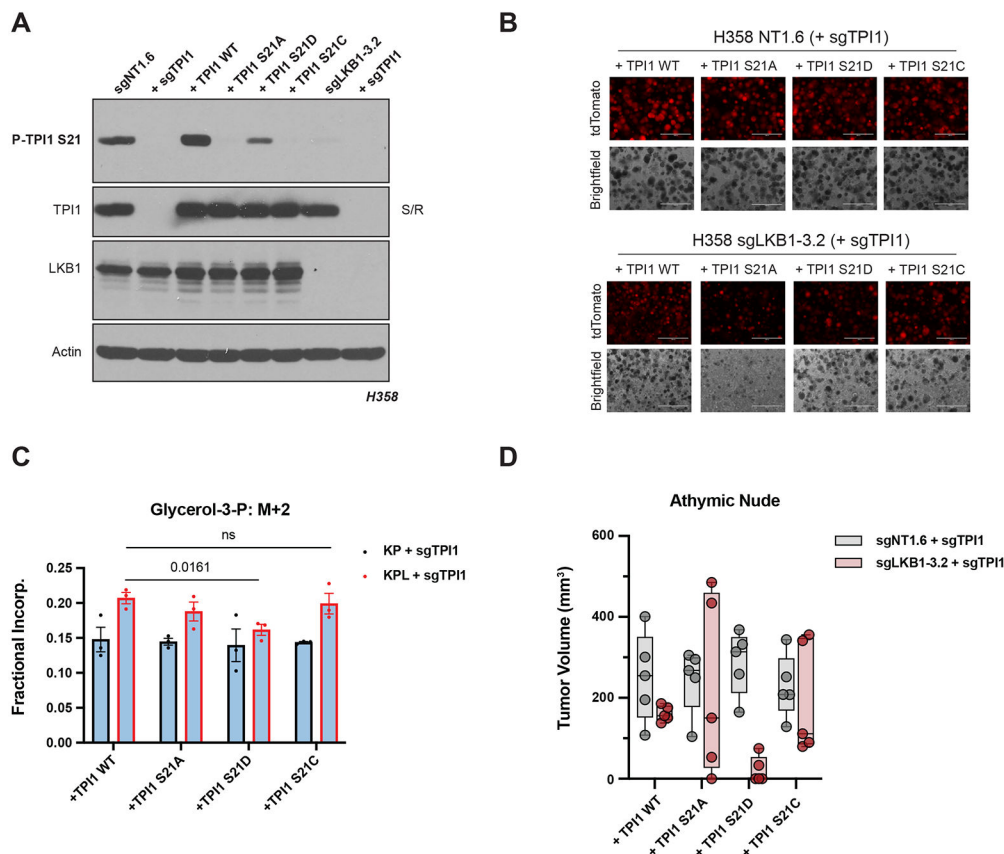 A
sgNT1.6
+ sgTPI1
+ TPI1 WT
+ TPI1 S21A
+ TPI1 S21D
+ TPI1 S21C
sgLKB1-3.2
+ sgTPI1
P-TPI1 S21
TPI1
S/R
LKB1
Actin
H358
B
H358 NT1.6 (+ sgTPI1)
+ TPI1 WT + TPI1 S21A + TPI1 S21D + TPI1 S21C
tdTomato
Brightfield
H358 sgLKB1-3.2 (+ sgTPI1)
+ TPI1 WT + TPI1 S21A + TPI1 S21D + TPI1 S21C
tdTomato
Brightfield
C
Glycerol-3-P: M+2
ns
0.0161
KP + sgTPI1
KPL + sgTPI1
Fractional Incorp.
0.25
0.20
0.15
0.10
0.05
0.00
+TPI1 WT
+TPI1 S21A
+TPI1 S21D
+TPI1 S21C
D
Athymic Nude
sgNT1.6 + sgTPI1
sgLKB1-3.2 + sgTPI1
Tumor Volume (mm³)
600
400
200
0
+ TPI1 WT
+ TPI1 S21A
+ TPI1 S21D
+ TPI1 S21C